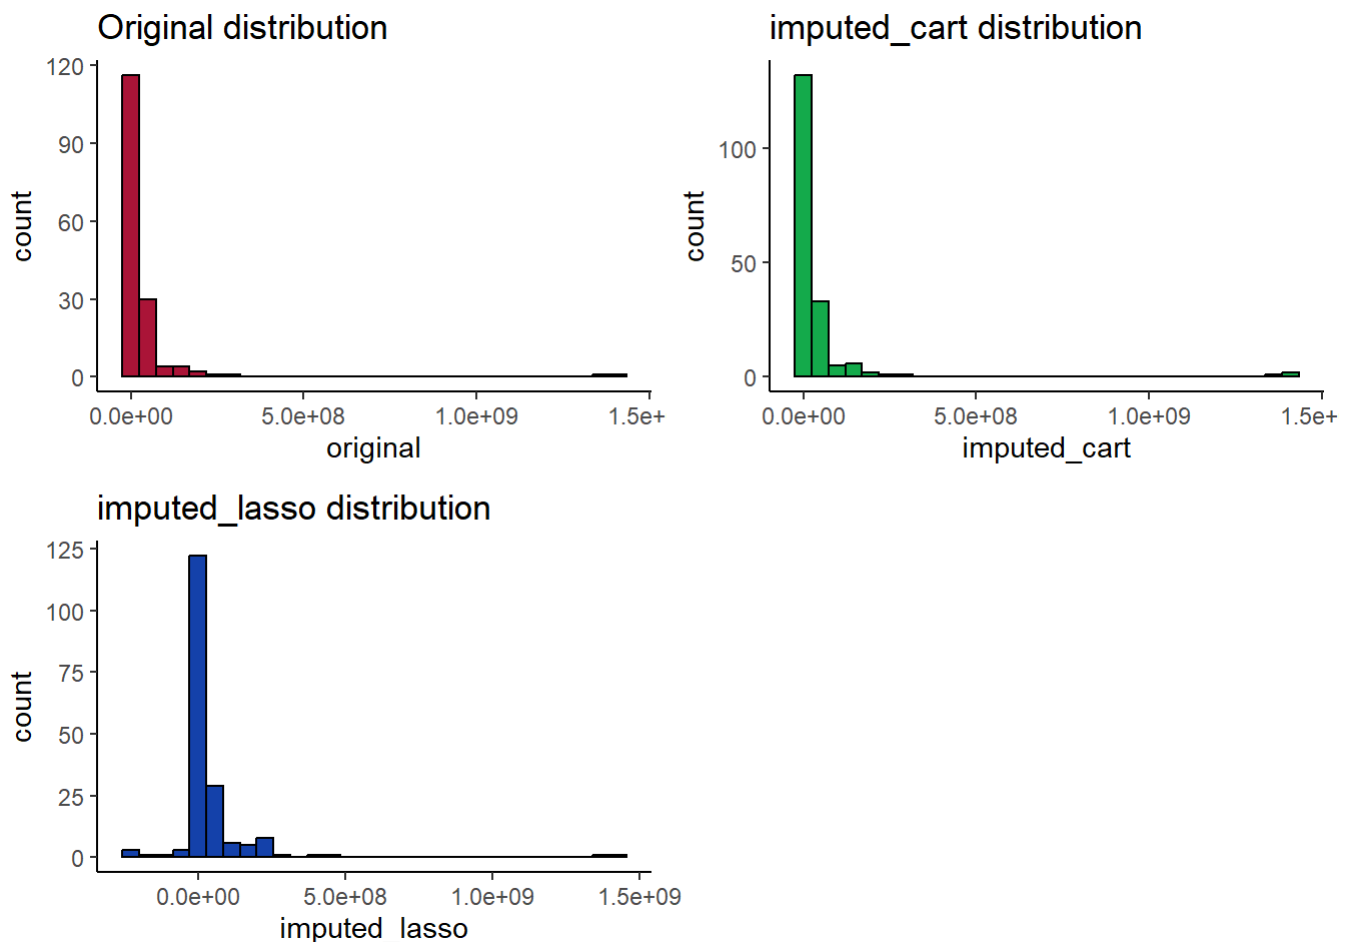 Original distribution
120
90
60
30
0
count
0.0e+00 5.0e+08 1.0e+09 1.5e+
original
imputed_cart distribution
100
50
0
count
0.0e+00 5.0e+08 1.0e+09 1.5e+
imputed_cart
imputed_lasso distribution
125
100
75
50
25
0
count
0.0e+00 5.0e+08 1.0e+09 1.5e+09
imputed_lasso